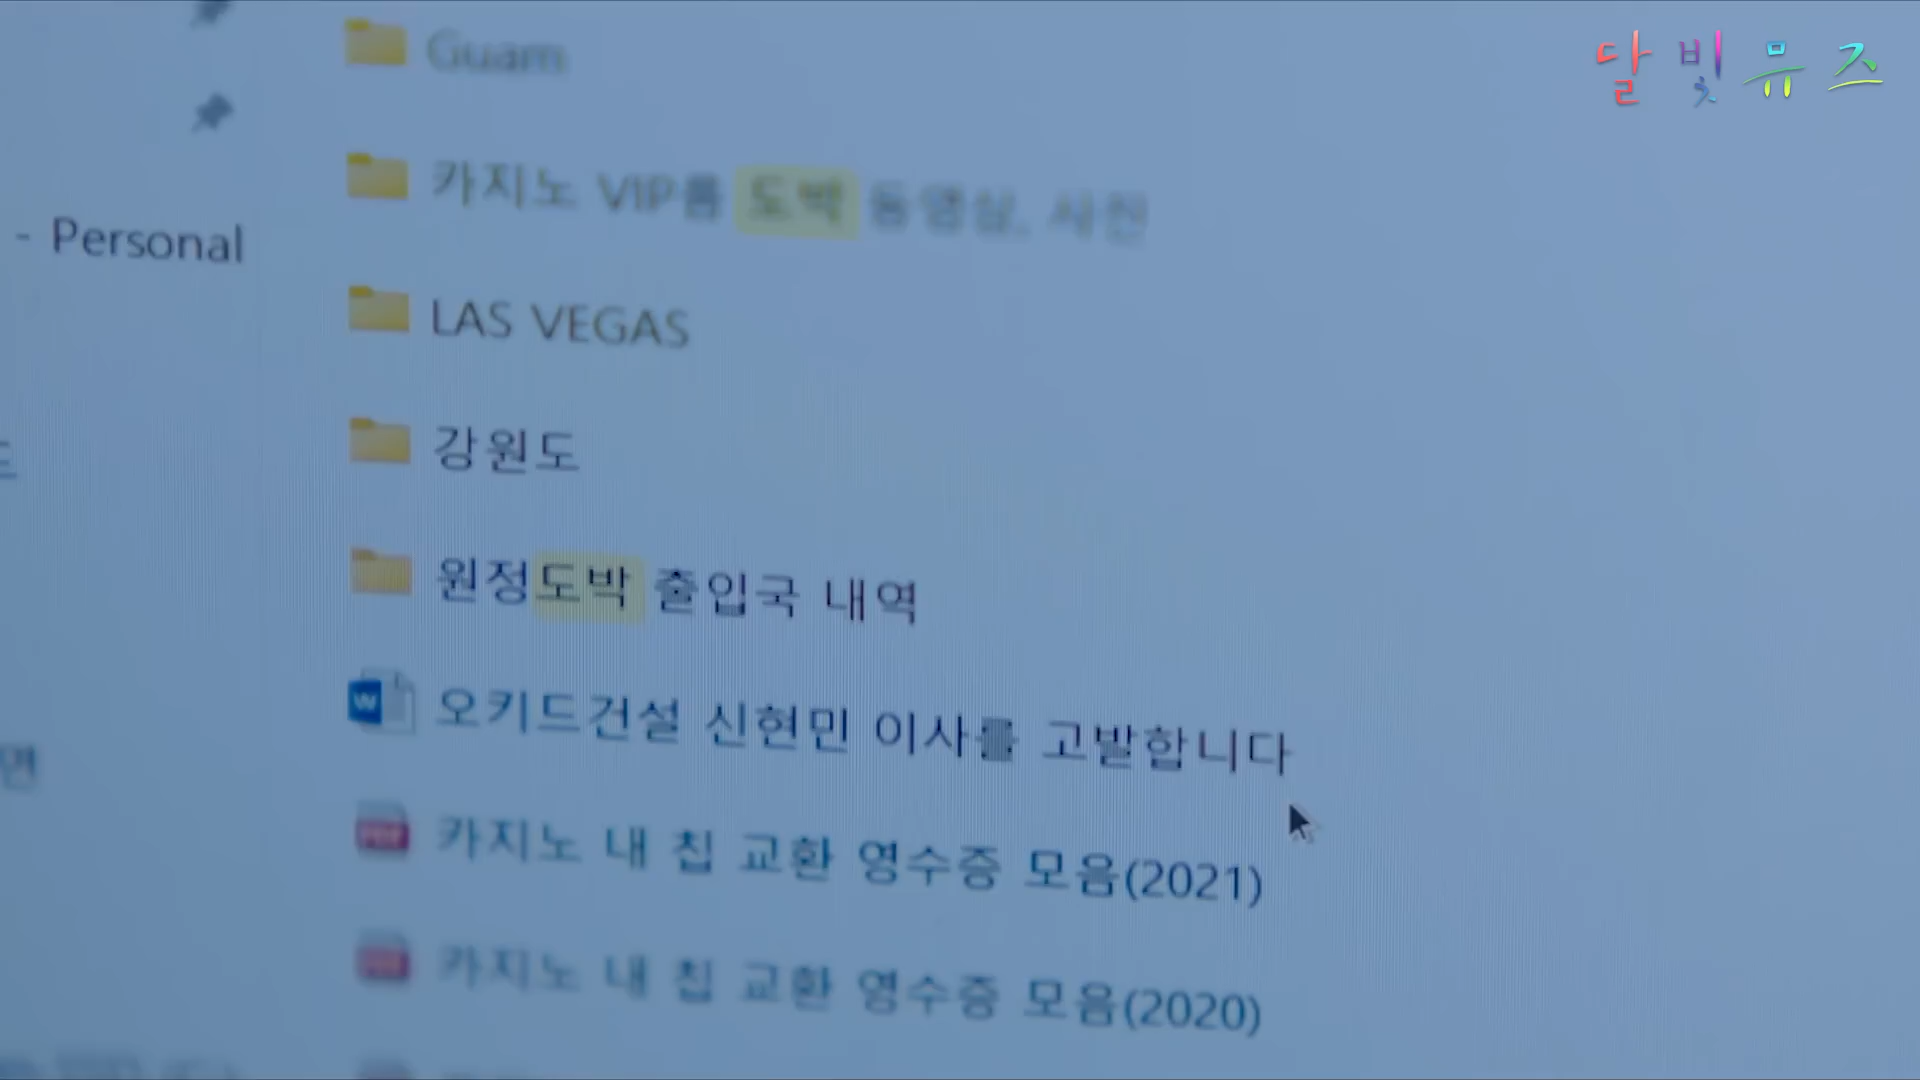 달빛뮤즈
Guam
카지노 VIP룸 도박 동영상, 사진
- Personal
LAS VEGAS
강원도
원정도박 출입국 내역
오키드건설 신현민 이사를 고발합니다
면
카지노 내 칩 교환 영수증 모음(2021)
카지노 내 칩 교환 영수증 모음(2020)